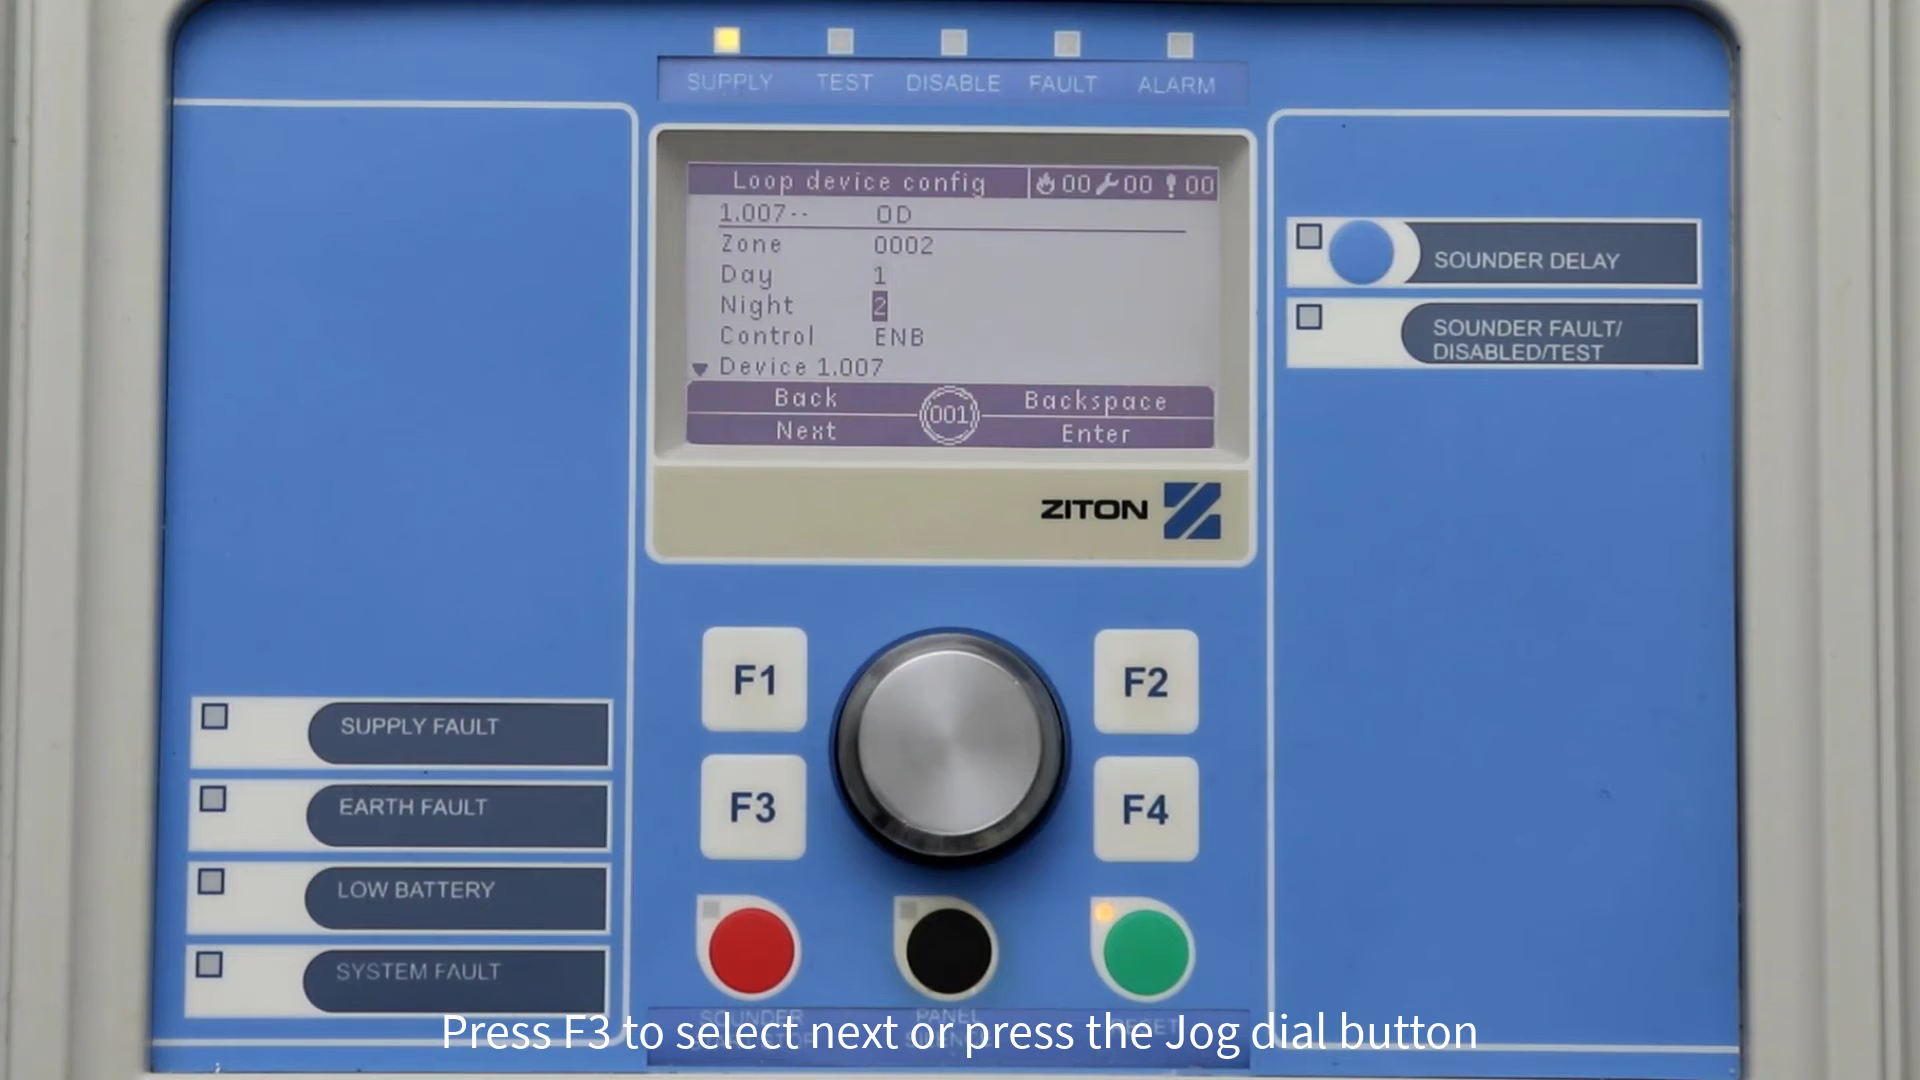 SUPPLY TEST DISABLE FAULT ALARM
Loop device config 00 00 00
1.007-- OD
Zone 0002
Day 1
Night 2
Control ENB
Device 1.007
Back Backspace
001
Next Enter
ZITON
SOUNDER DELAY
SOUNDER FAULT/
DISABLED/TEST
F1 F2
F3 F4
SUPPLY FAULT
EARTH FAULT
LOW BATTERY
SYSTEM FAULT
SOUNDER PANEL RESET
Press F3 to select next or press the Jog dial button